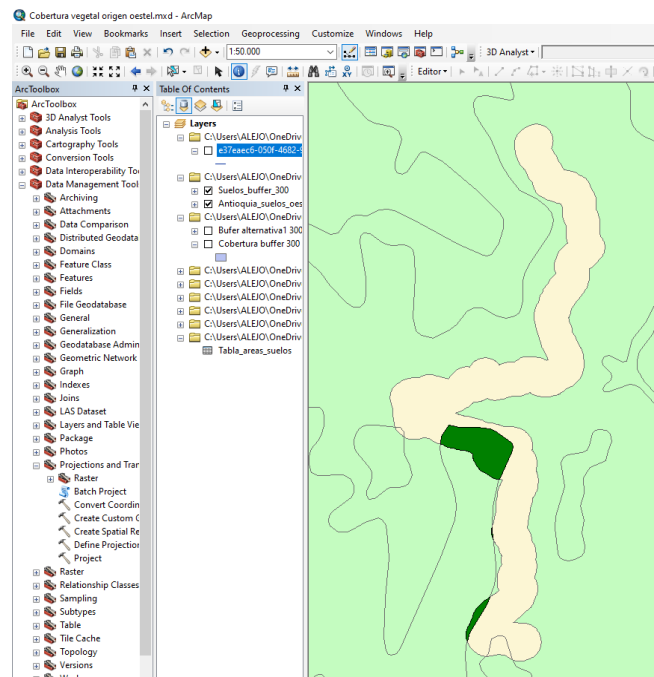 Cobertura vegetal origen oestel.mxd - ArcMap
File Edit View Bookmarks Insert Selection Geoprocessing Customize Windows Help
1:50.000 3D Analyst
Editor
ArcToolbox
ArcToolbox
3D Analyst Tools
Analysis Tools
Cartography Tools
Conversion Tools
Data Interoperability To
Data Management Tool
Archiving
Attachments
Data Comparison
Distributed Geodata
Domains
Feature Class
Features
Fields
File Geodatabase
General
Generalization
Geodatabase Admin
Geometric Network
Graph
Indexes
Joins
LAS Dataset
Layers and Table Vie
Package
Photos
Projections and Tran
Raster
Batch Project
Convert Coordin
Create Custom G
Create Spatial Re
Define Projection
Project
Raster
Relationship Classes
Sampling
Subtypes
Table
Tile Cache
Topology
Versions
Table Of Contents
Layers
C:\Users\ALEJO\OneDriv
e37eaec6-050f-4682-9
C:\Users\ALEJO\OneDriv
Suelos_buffer_300
Antioquia_suelos_oes
C:\Users\ALEJO\OneDriv
Bufer alternativa1 300
Cobertura buffer 300
C:\Users\ALEJO\OneDriv
C:\Users\ALEJO\OneDriv
C:\Users\ALEJO\OneDriv
C:\Users\ALEJO\OneDriv
C:\Users\ALEJO\OneDriv
C:\Users\ALEJO\OneDriv
Tabla_areas_suelos